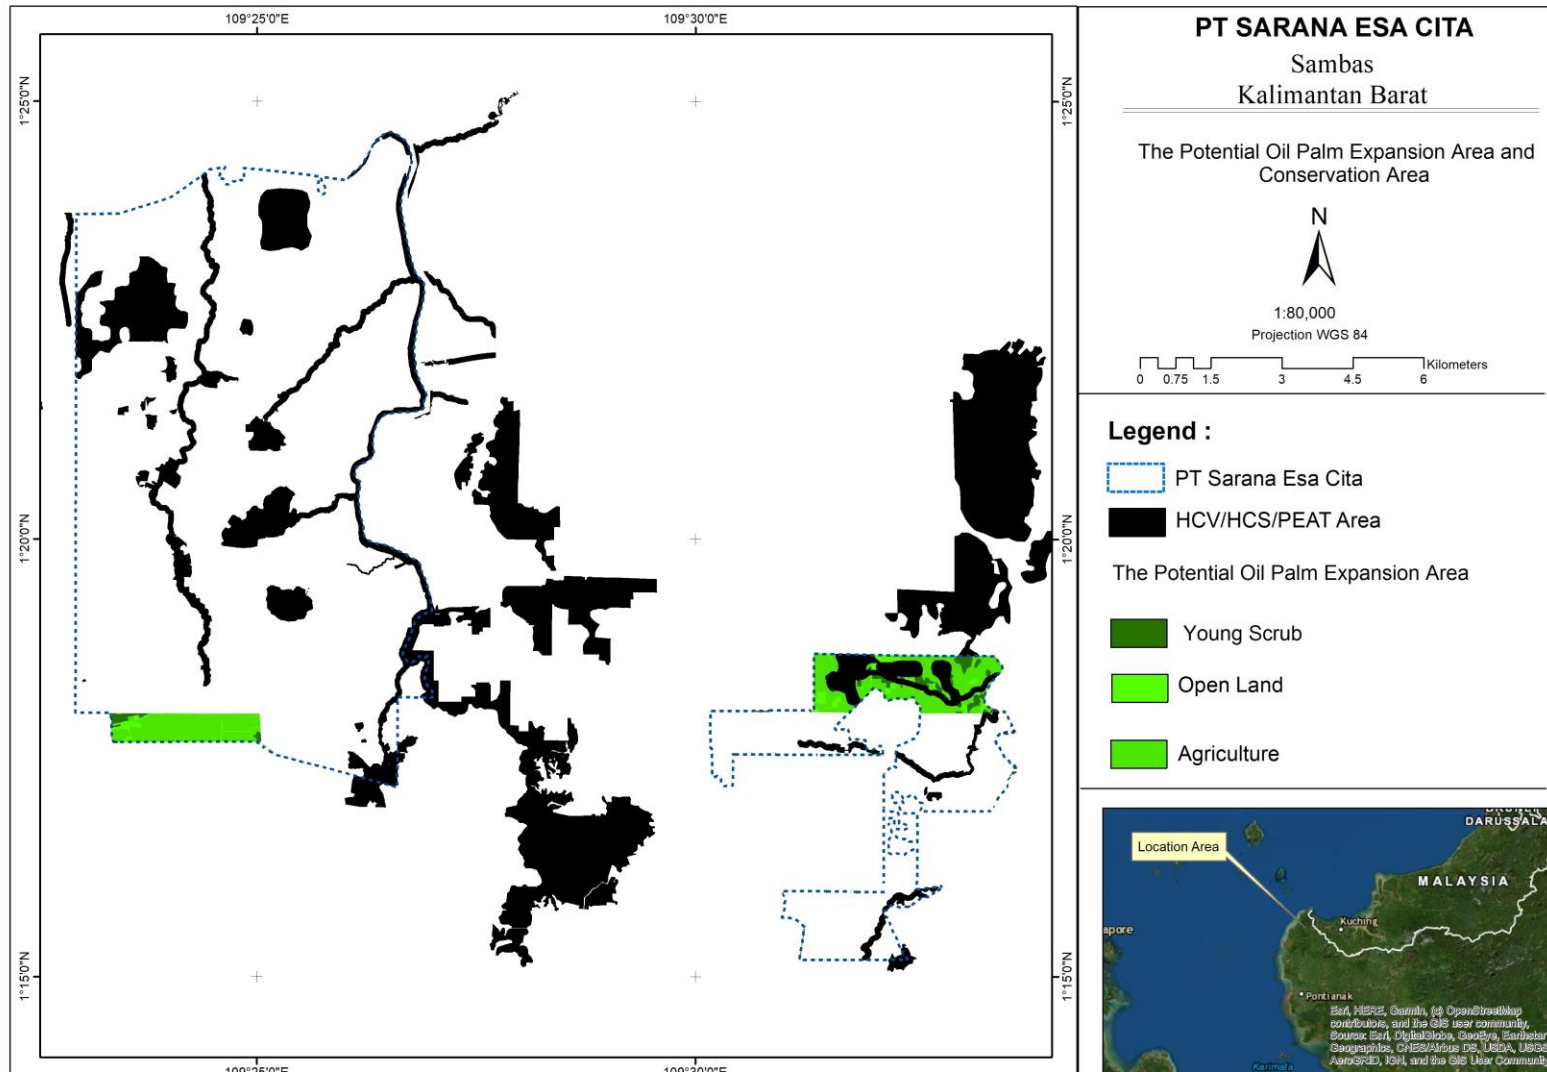 109°25'0"E
109°30'0"E
1°25'0"N
1°25'0"N
1°20'0"N
1°20'0"N
1°15'0"N
1°15'0"N
109°25'0"E
109°30'0"E
PT SARANA ESA CITA
Sambas
Kalimantan Barat
The Potential Oil Palm Expansion Area and
Conservation Area
N
1:80,000
Projection WGS 84
Kilometers
0 0.75 1.5 3 4.5 6
Legend :
PT Sarana Esa Cita
HCV/HCS/PEAT Area
The Potential Oil Palm Expansion Area
Young Scrub
Open Land
Agriculture
DARUSSALA
Location Area
MALAYSIA
Kuching
apore
Pontianak
Esri, HERE, Garmin, (c) OpenStreetMap
contributors, and the GIS user community,
Source: Esri, DigitalGlobe, GeoEye, Earthstar
Geographics, CNES/Airbus DS, USDA, USGS,
AeroGRID, IGN, and the GIS User Community
Karimata